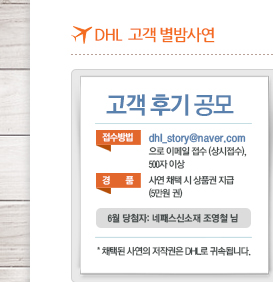 DHL 고객 별밤사연
고객 후기 공모
접수방법 dhl_story@naver.com
으로 이메일 접수 (상시접수),
500자 이상
경 품 사연 채택 시 상품권 지급
(5만원 권)
6월 당첨자: 네패스신소재 조영철 님
* 채택된 사연의 저작권은 DHL로 귀속됩니다.